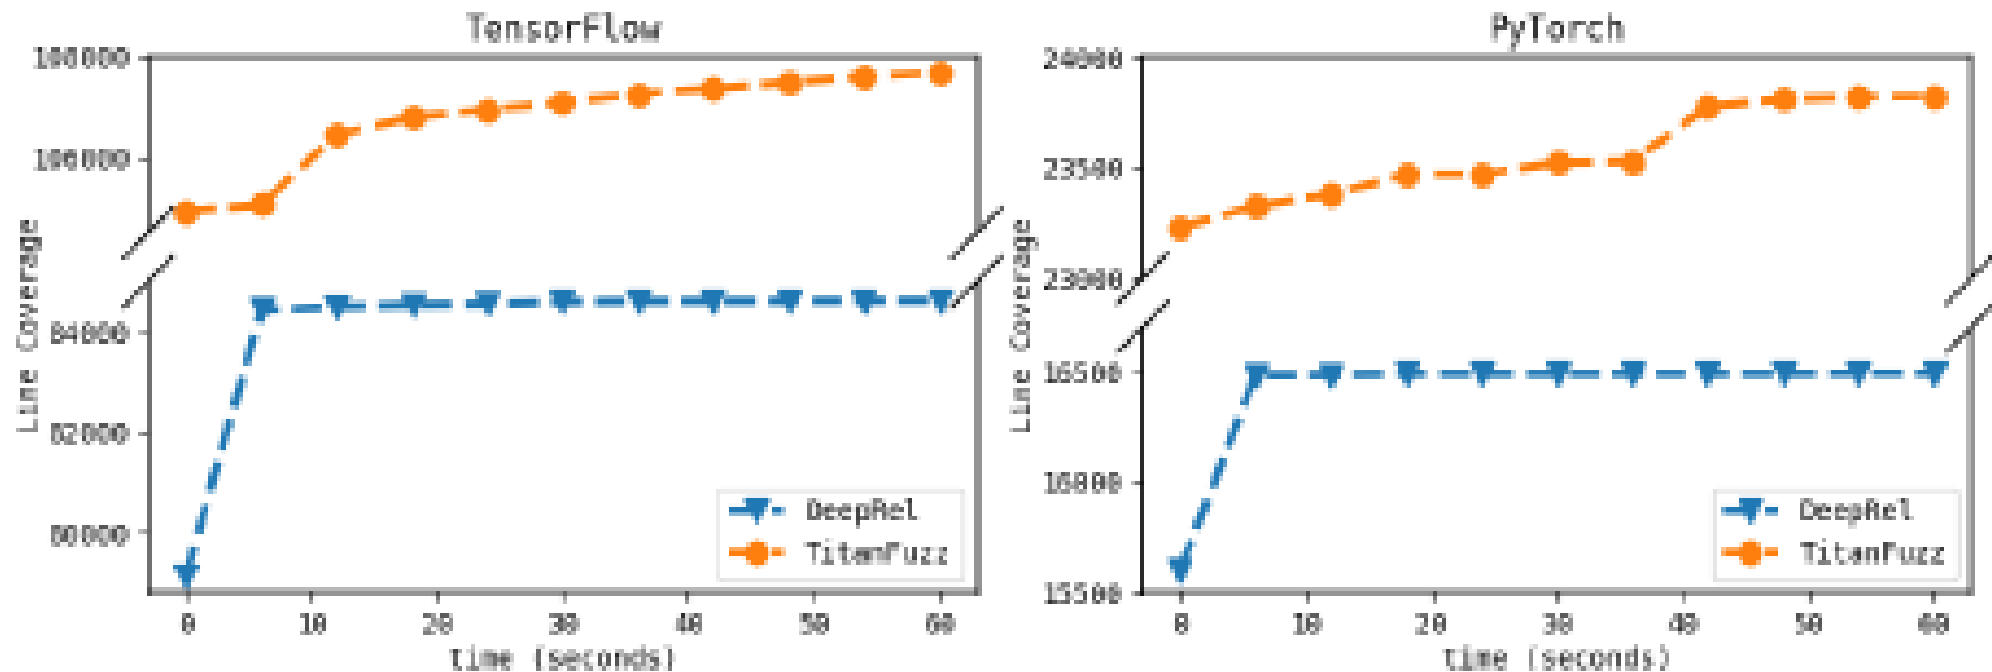 TensorFlow
108000
106000
84000
82000
80000
Line Coverage
0 10 20 30 40 50 60
time (seconds)
DeepRel
TitanFuzz
PyTorch
24000
23500
23000
16500
16000
15500
Line Coverage
0 10 20 30 40 50 60
time (seconds)
DeepRel
TitanFuzz